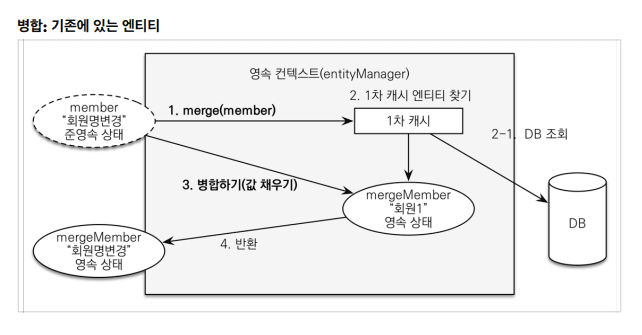 병합: 기존에 있는 엔티티
영속 컨텍스트(entityManager)
member
“회원명변경”
준영속 상태
1. merge(member)
2. 1차 캐시 엔티티 찾기
1차 캐시
2-1. DB 조회
3. 병합하기(값 채우기)
mergeMember
“회원1”
영속 상태
DB
mergeMember
“회원명변경”
영속 상태
4. 반환